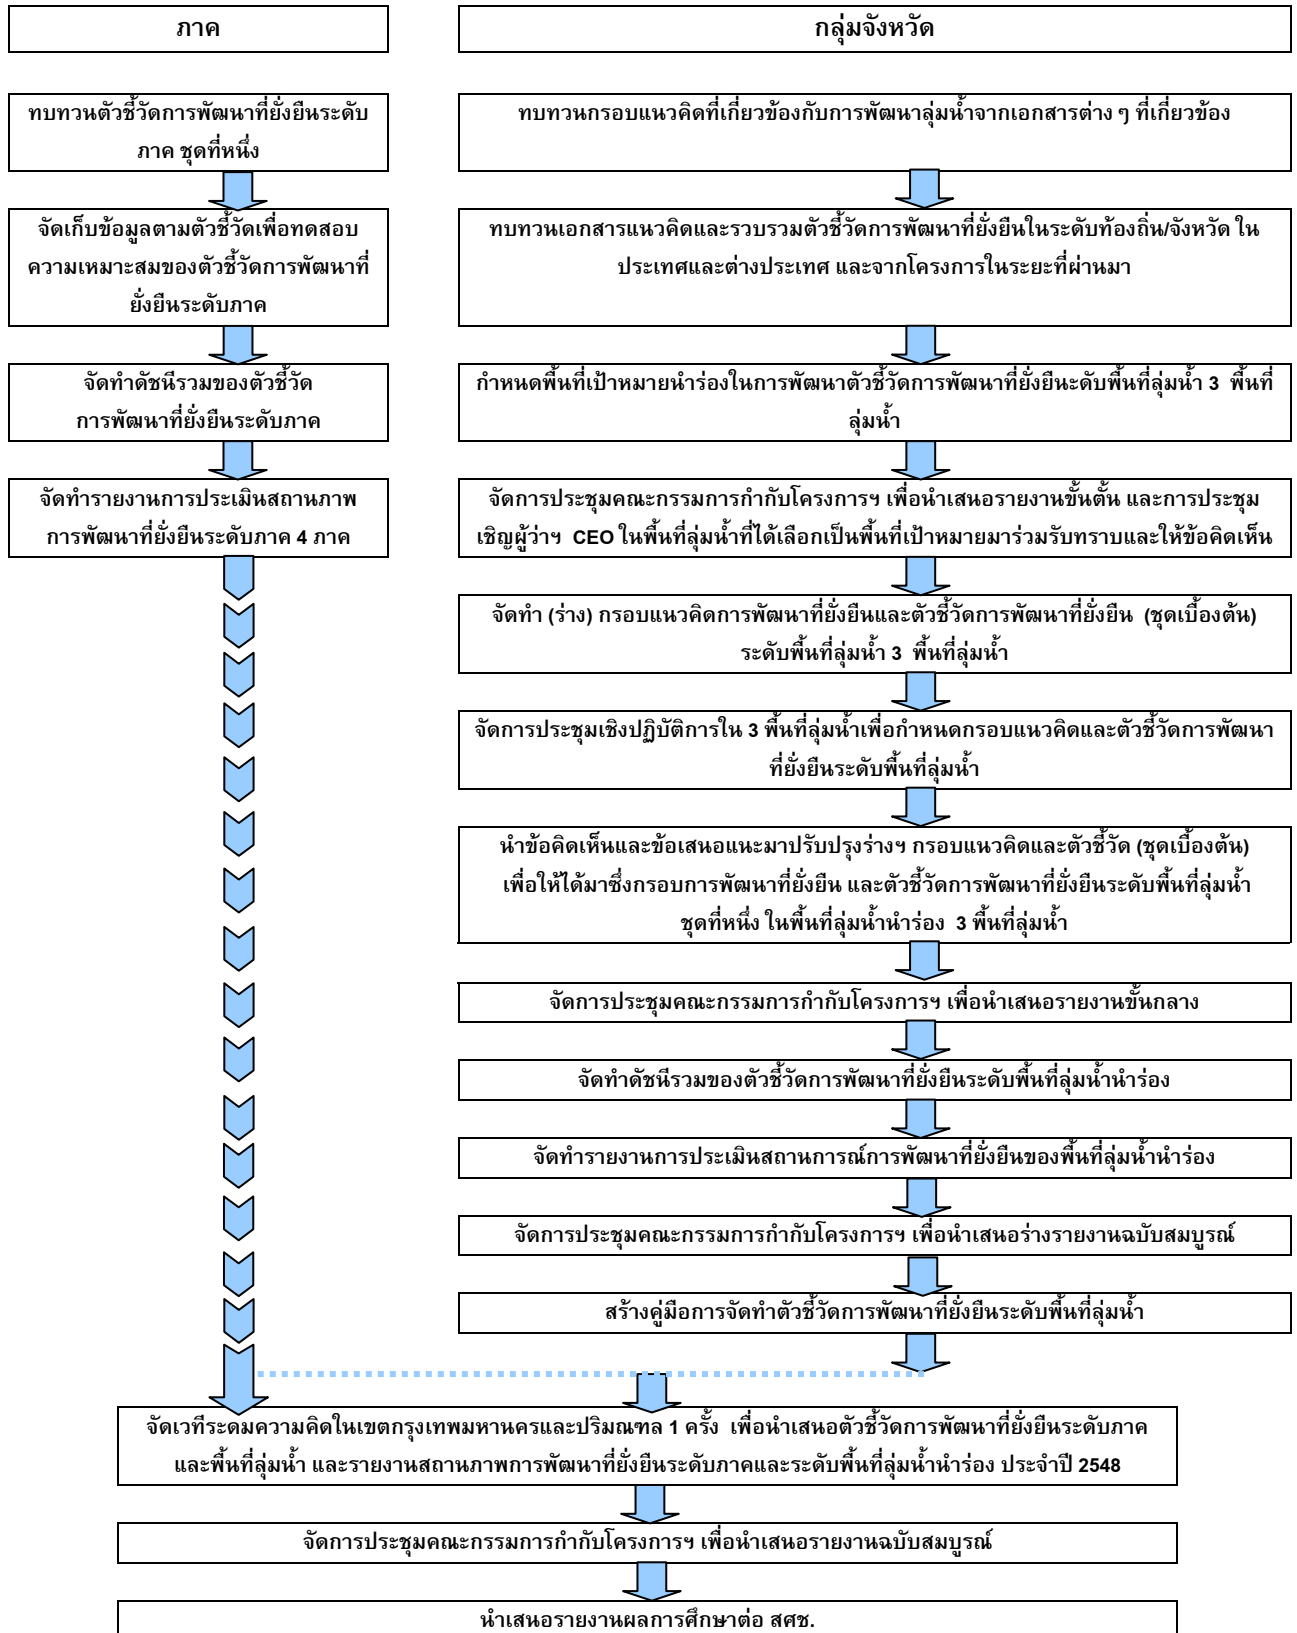 ภาค
กลุ่มจังหวัด
ทบทวนตัวชี้วัดการพัฒนาที่ยั่งยืนระดับ
ภาค ชุดที่หนึ่ง
จัดเก็บข้อมูลตามตัวชี้วัดเพื่อทดสอบ
ความเหมาะสมของตัวชี้วัดการพัฒนาที่
ยั่งยืนระดับภาค
จัดทำดัชนีรวมของตัวชี้วัด
การพัฒนาที่ยั่งยืนระดับภาค
จัดทำรายงานการประเมินสถานภาพ
การพัฒนาที่ยั่งยืนระดับภาค 4 ภาค
ทบทวนกรอบแนวคิดที่เกี่ยวข้องกับการพัฒนาลุ่มน้ำจากเอกสารต่าง ๆ ที่เกี่ยวข้อง
ทบทวนเอกสารแนวคิดและรวบรวมตัวชี้วัดการพัฒนาที่ยั่งยืนในระดับท้องถิ่น/จังหวัด ใน
ประเทศและต่างประเทศ และจากโครงการในระยะที่ผ่านมา
กำหนดพื้นที่เป้าหมายนำร่องในการพัฒนาตัวชี้วัดการพัฒนาที่ยั่งยืนะดับพื้นที่ลุ่มน้ำ 3 พื้นที่
ลุ่มน้ำ
จัดการประชุมคณะกรรมการกำกับโครงการฯ เพื่อนำเสนอรายงานขั้นต้น และการประชุม
เชิญผู้ว่าฯ CEO ในพื้นที่ลุ่มน้ำที่ได้เลือกเป็นพื้นที่เป้าหมายมาร่วมรับทราบและให้ข้อคิดเห็น
จัดทำ (ร่าง) กรอบแนวคิดการพัฒนาที่ยั่งยืนและตัวชี้วัดการพัฒนาที่ยั่งยืน (ชุดเบื้องต้น)
ระดับพื้นที่ลุ่มน้ำ 3 พื้นที่ลุ่มน้ำ
จัดการประชุมเชิงปฏิบัติการใน 3 พื้นที่ลุ่มน้ำเพื่อกำหนดกรอบแนวคิดและตัวชี้วัดการพัฒนา
ที่ยั่งยืนระดับพื้นที่ลุ่มน้ำ
นำข้อคิดเห็นและข้อเสนอแนะมาปรับปรุงร่างฯ กรอบแนวคิดและตัวชี้วัด (ชุดเบื้องต้น)
เพื่อให้ได้มาซึ่งกรอบการพัฒนาที่ยั่งยืน และตัวชี้วัดการพัฒนาที่ยั่งยืนระดับพื้นที่ลุ่มน้ำ
ชุดที่หนึ่ง ในพื้นที่ลุ่มน้ำนำร่อง 3 พื้นที่ลุ่มน้ำ
จัดการประชุมคณะกรรมการกำกับโครงการฯ เพื่อนำเสนอรายงานขั้นกลาง
จัดทำดัชนีรวมของตัวชี้วัดการพัฒนาที่ยั่งยืนระดับพื้นที่ลุ่มน้ำนำร่อง
จัดทำรายงานการประเมินสถานการณ์การพัฒนาที่ยั่งยืนของพื้นที่ลุ่มน้ำนำร่อง
จัดการประชุมคณะกรรมการกำกับโครงการฯ เพื่อนำเสนอร่างรายงานฉบับสมบูรณ์
สร้างคู่มือการจัดทำตัวชี้วัดการพัฒนาที่ยั่งยืนระดับพื้นที่ลุ่มน้ำ
จัดเวทีระดมความคิดในเขตกรุงเทพมหานครและปริมณฑล 1 ครั้ง เพื่อนำเสนอตัวชี้วัดการพัฒนาที่ยั่งยืนระดับภาค
และพื้นที่ลุ่มน้ำ และรายงานสถานภาพการพัฒนาที่ยั่งยืนระดับภาคและระดับพื้นที่ลุ่มน้ำนำร่อง ประจำปี 2548
จัดการประชุมคณะกรรมการกำกับโครงการฯ เพื่อนำเสนอรายงานฉบับสมบูรณ์
นำเสนอรายงานผลการศึกษาต่อ สศช.